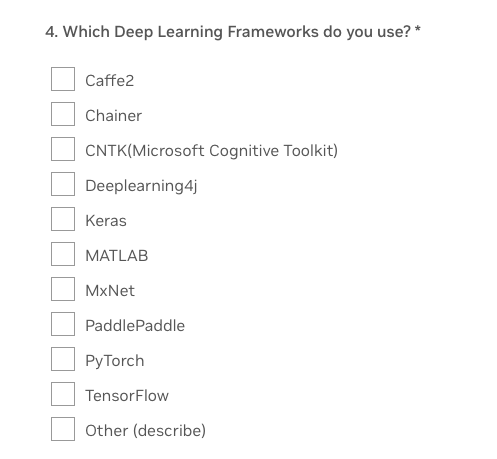 4. Which Deep Learning Frameworks do you use? *
Caffe2
Chainer
CNTK(Microsoft Cognitive Toolkit)
Deeplearning4j
Keras
MATLAB
MxNet
PaddlePaddle
PyTorch
TensorFlow
Other (describe)